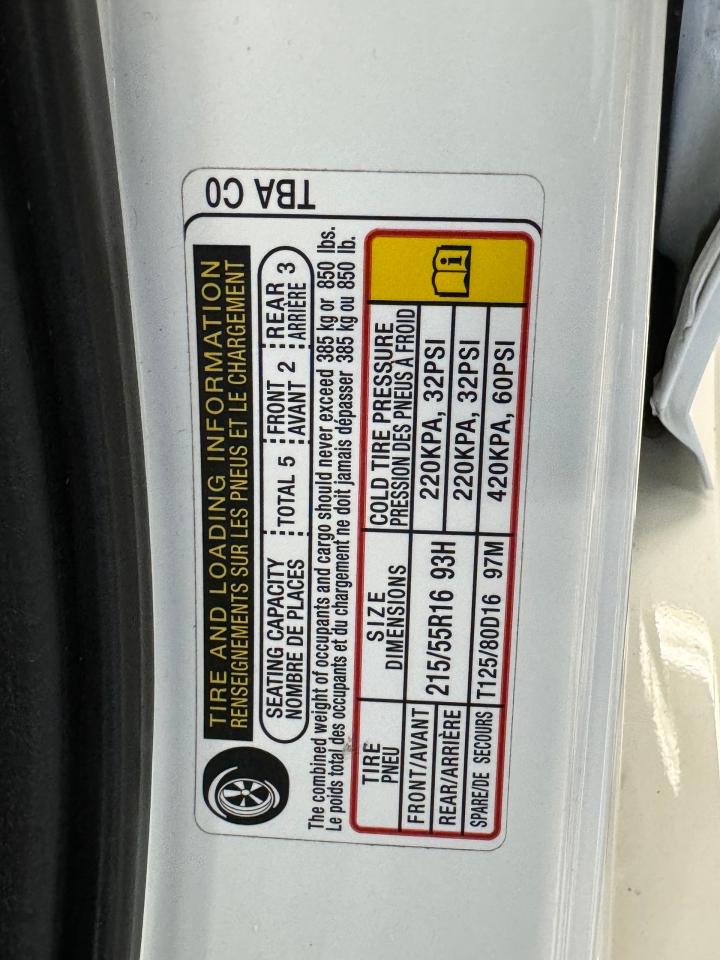 TBA C0
TIRE AND LOADING INFORMATION
RENSEIGNEMENTS SUR LES PNEUS ET LE CHARGEMENT
SEATING CAPACITY
NOMBRE DE PLACES
TOTAL 5
FRONT
AVANT 2
REAR
ARRIÈRE 3
The combined weight of occupants and cargo should never exceed 385 kg or 850 lbs.
Le poids total des occupants et du chargement ne doit jamais dépasser 385 kg ou 850 lb.
TIRE
PNEU
SIZE
DIMENSIONS
COLD TIRE PRESSURE
PRESSION DES PNEUS À FROID
FRONT/AVANT
220KPA, 32PSI
215/55R16 93H
REAR/ARRIÈRE
220KPA, 32PSI
SPARE/DE SECOURS
T125/80D16 97M
420KPA, 60PSI